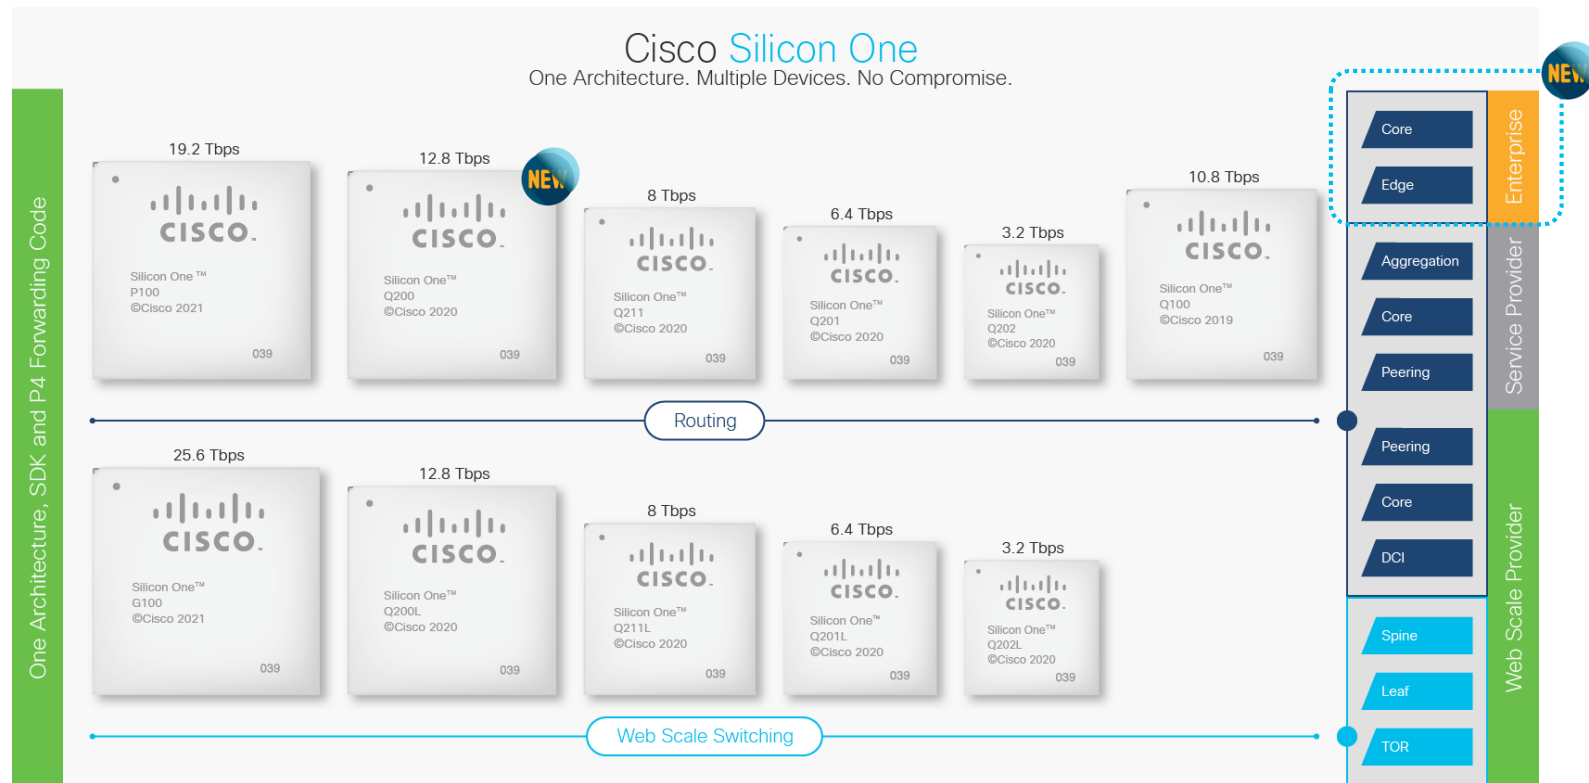 Cisco Silicon One
One Architecture. Multiple Devices. No Compromise.
One Architecture, SDK and P4 Forwarding Code
19.2 Tbps
CISCO
Silicon One ™
P100
©Cisco 2021
039
12.8 Tbps
NEW
CISCO
Silicon One™
Q200
©Cisco 2020
039
8 Tbps
CISCO
Silicon One™
Q211
©Cisco 2020
039
6.4 Tbps
CISCO
Silicon One™
Q201
©Cisco 2020
039
3.2 Tbps
CISCO
Silicon One™
Q202
©Cisco 2020
039
10.8 Tbps
CISCO
Silicon One™
Q100
©Cisco 2019
039
Routing
25.6 Tbps
CISCO
Silicon One™
G100
©Cisco 2021
039
12.8 Tbps
CISCO
Silicon One™
Q200L
©Cisco 2020
039
8 Tbps
CISCO
Silicon One™
Q211L
©Cisco 2020
039
6.4 Tbps
CISCO
Silicon One™
Q201L
©Cisco 2020
039
3.2 Tbps
CISCO
Silicon One™
Q202L
©Cisco 2020
039
Web Scale Switching
NEW
Core
Edge
Enterprise
Aggregation
Core
Peering
Service Provider
Peering
Core
DCI
Spine
Leaf
TOR
Web Scale Provider